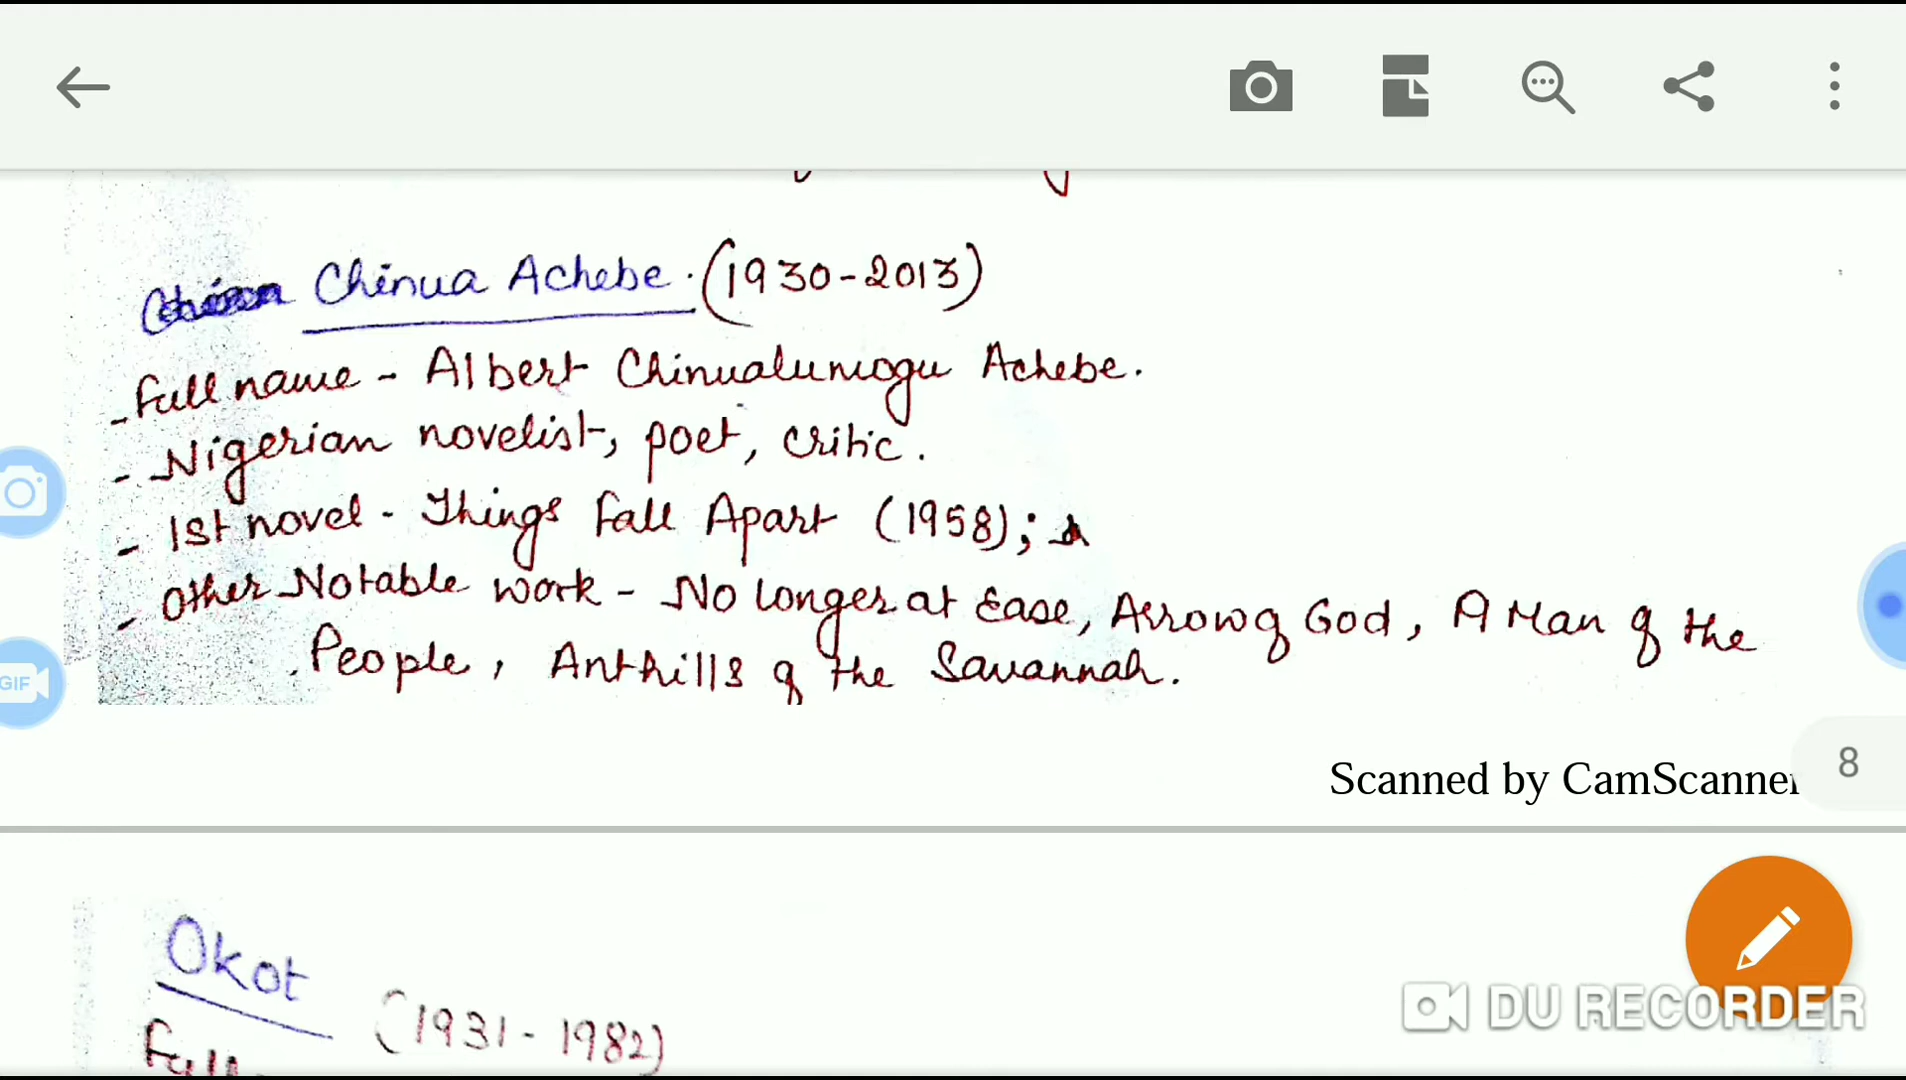 Chinua Achebe. (1930-2013)
- Full name - Albert Chinualumogu Achebe.
- Nigerian novelist, poet, critic.
- 1st novel - Things Fall Apart (1958);
- Other Notable work - No longer at Ease, Arrow of God, A Man of the
People, Anthills of the Savannah.
GIF
8
Scanned by CamScanner
Okot
(1931-1982)
Full
DU RECORDER